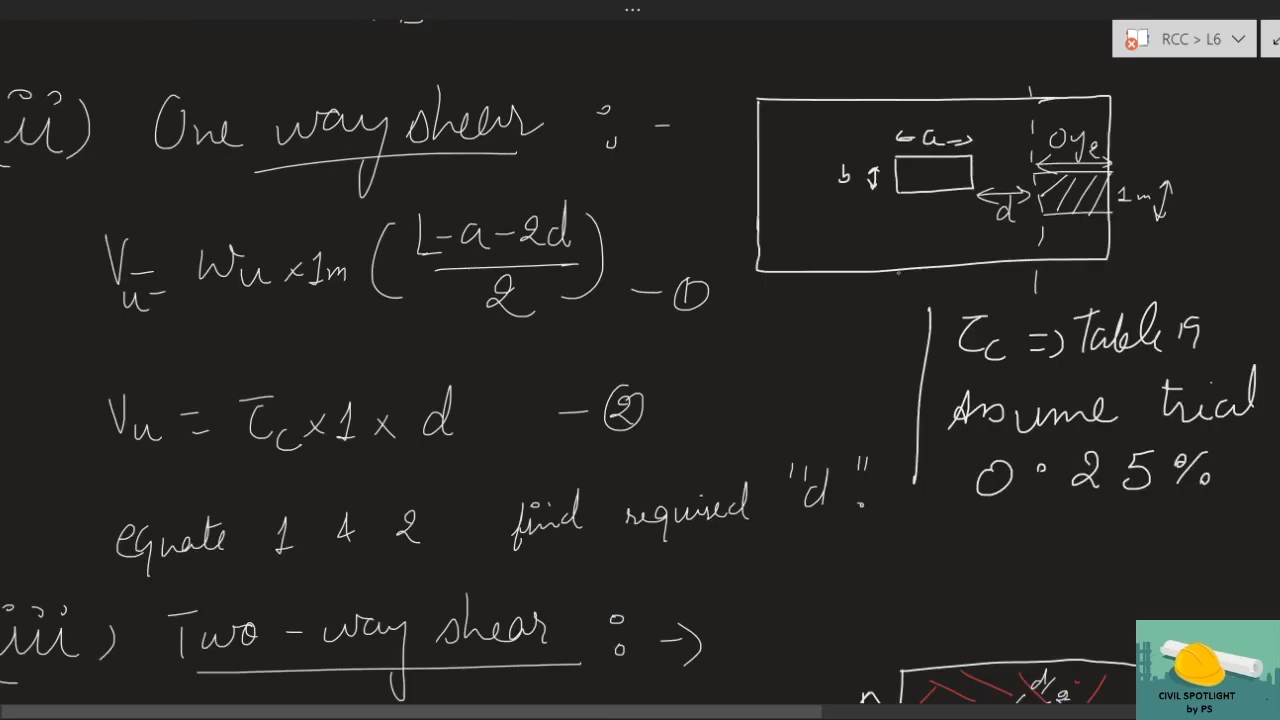 ...
RCC > L6
ii) One way shear : -
a
b
d
1m
Vu = Wu × 1m ( L - a - 2d / 2 ) — ①
Vu = τc × 1 × d — ②
τc => Table 19
Assume trial
0.25%
equate 1 & 2 find required "d".
iii) Two - way shear : →
d/2
CIVIL SPOTLIGHT
by PS